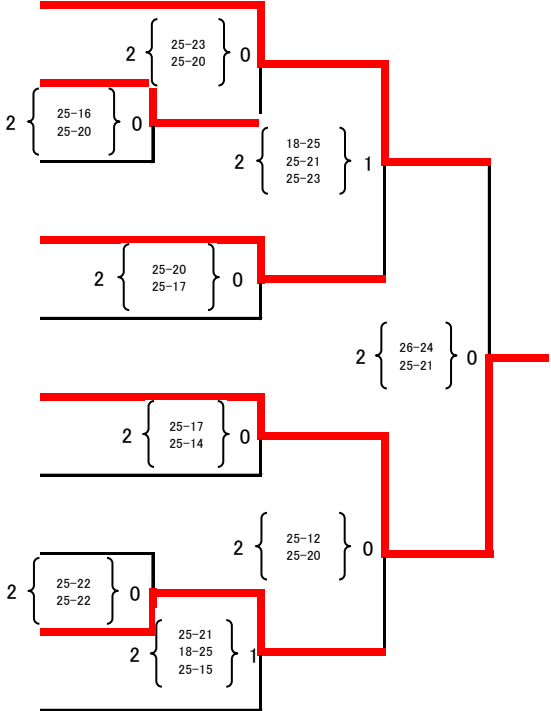 2 { 25-23 } 0
25-20
2 { 25-16 } 0
25-20
2 { 18-25 } 1
25-21
25-23
2 { 25-20 } 0
25-17
2 { 26-24 } 0
25-21
2 { 25-17 } 0
25-14
2 { 25-12 } 0
25-20
2 { 25-22 } 0
25-22
2 { 25-21 } 1
18-25
25-15